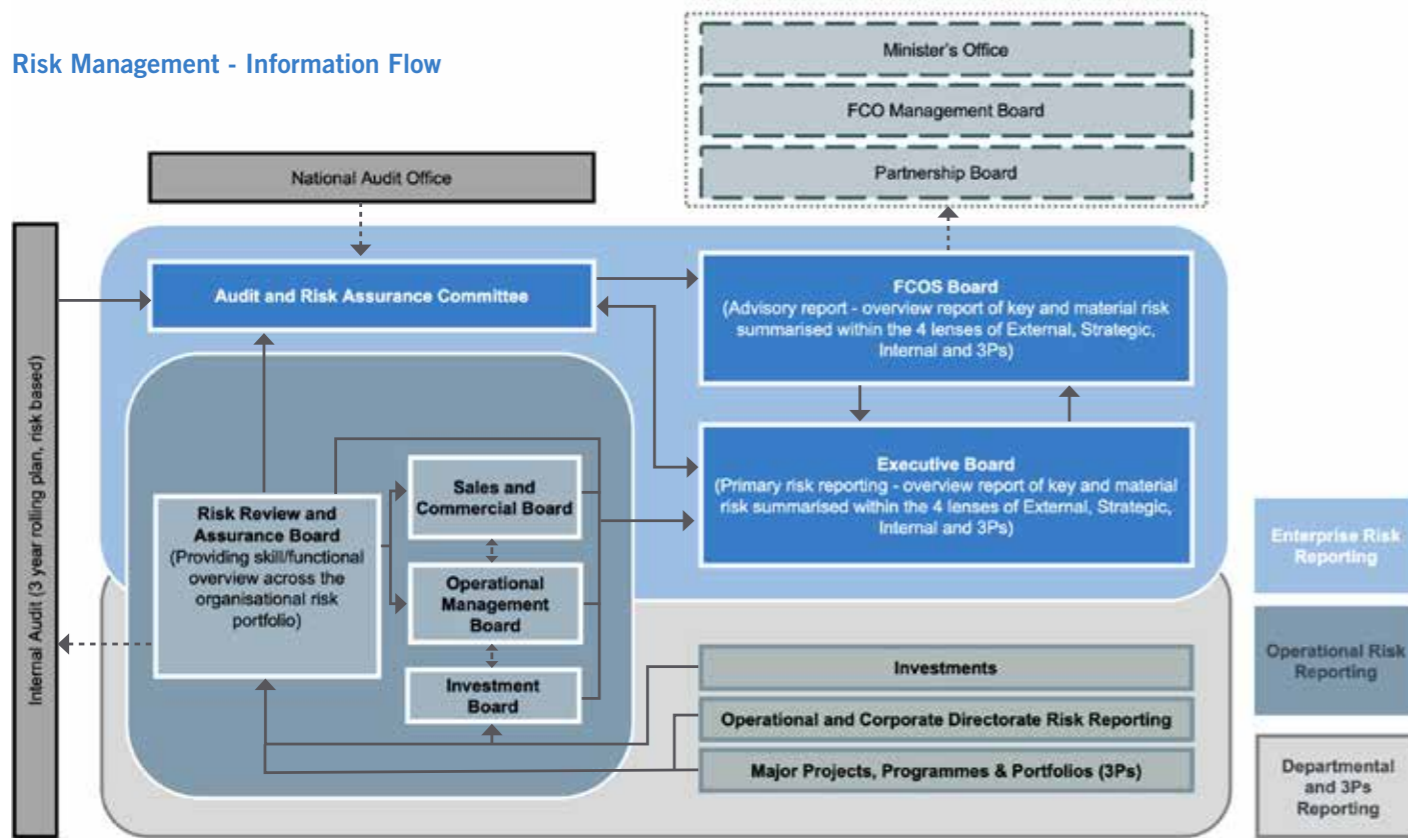 Risk Management - Information Flow
Minister's Office
FCO Management Board
Partnership Board
National Audit Office
Internal Audit (3 year rolling plan, risk based)
Audit and Risk Assurance Committee
FCOS Board
(Advisory report - overview report of key and material risk
summarised within the 4 lenses of External, Strategic,
Internal and 3Ps)
Executive Board
(Primary risk reporting - overview report of key and material
risk summarised within the 4 lenses of External, Strategic,
Internal and 3Ps)
Risk Review and
Assurance Board
(Providing skill/functional
overview across the
organisational risk
portfolio)
Sales and
Commercial Board
Operational
Management
Board
Investment
Board
Investments
Operational and Corporate Directorate Risk Reporting
Major Projects, Programmes & Portfolios (3Ps)
Enterprise Risk
Reporting
Operational Risk
Reporting
Departmental
and 3Ps
Reporting